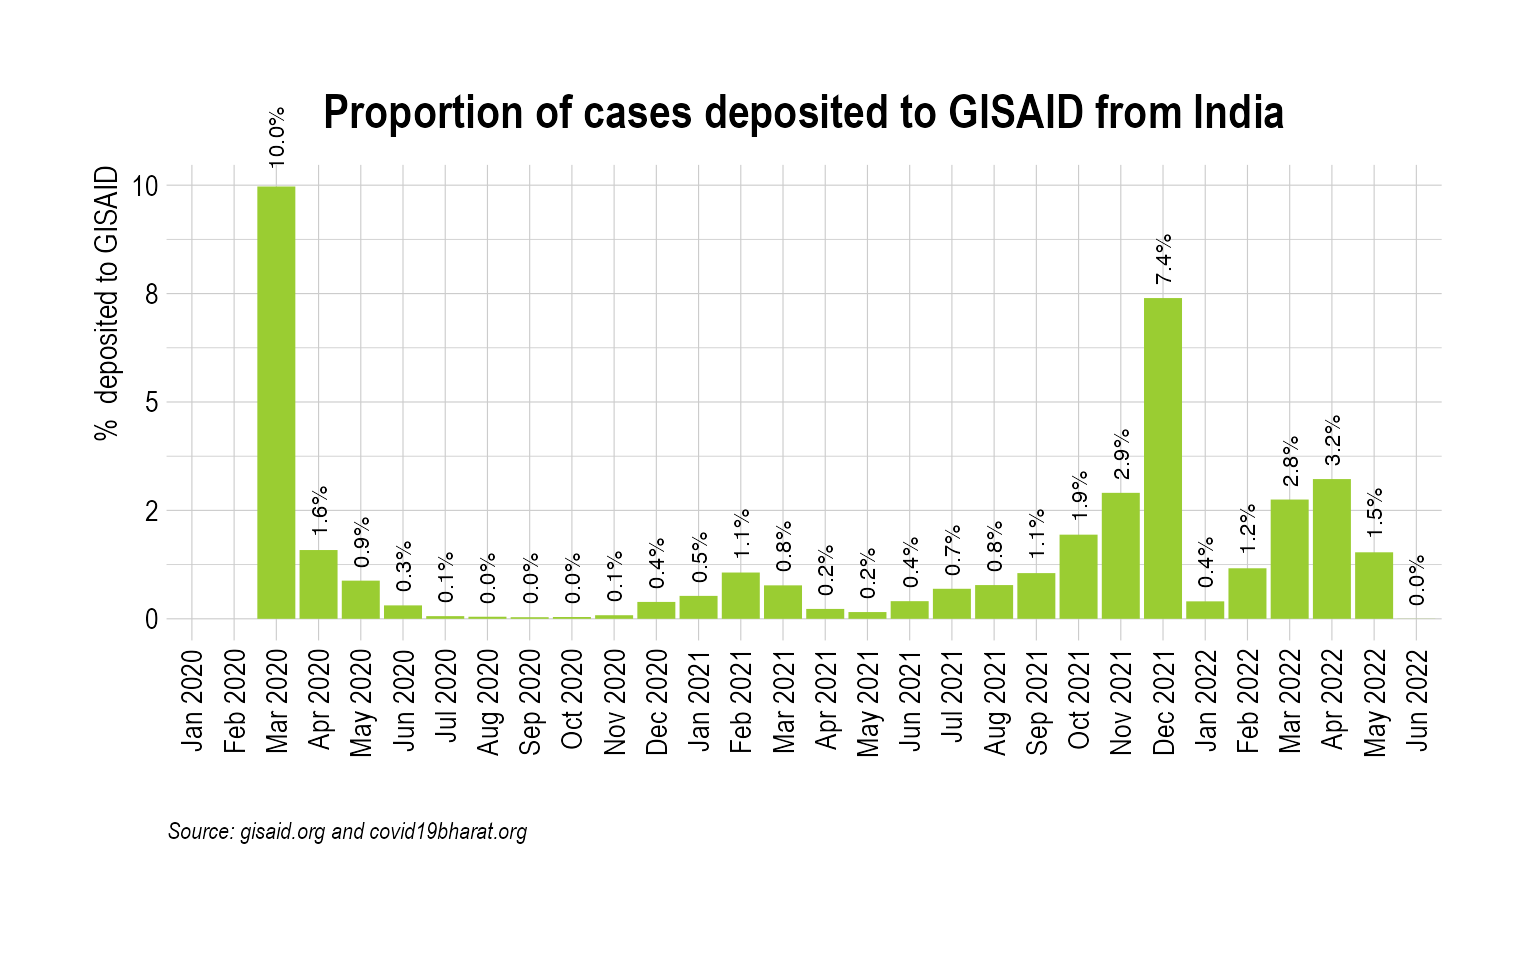 Proportion of cases deposited to GISAID from India
% deposited to GISAID
10
8
5
2
0
10.0%
1.6%
0.9%
0.3%
0.1%
0.0%
0.0%
0.0%
0.1%
0.4%
0.5%
1.1%
0.8%
0.2%
0.2%
0.4%
0.7%
0.8%
1.1%
1.9%
2.9%
7.4%
0.4%
1.2%
2.8%
3.2%
1.5%
0.0%
Jan 2020
Feb 2020
Mar 2020
Apr 2020
May 2020
Jun 2020
Jul 2020
Aug 2020
Sep 2020
Oct 2020
Nov 2020
Dec 2020
Jan 2021
Feb 2021
Mar 2021
Apr 2021
May 2021
Jun 2021
Jul 2021
Aug 2021
Sep 2021
Oct 2021
Nov 2021
Dec 2021
Jan 2022
Feb 2022
Mar 2022
Apr 2022
May 2022
Jun 2022
Source: gisaid.org and covid19bharat.org